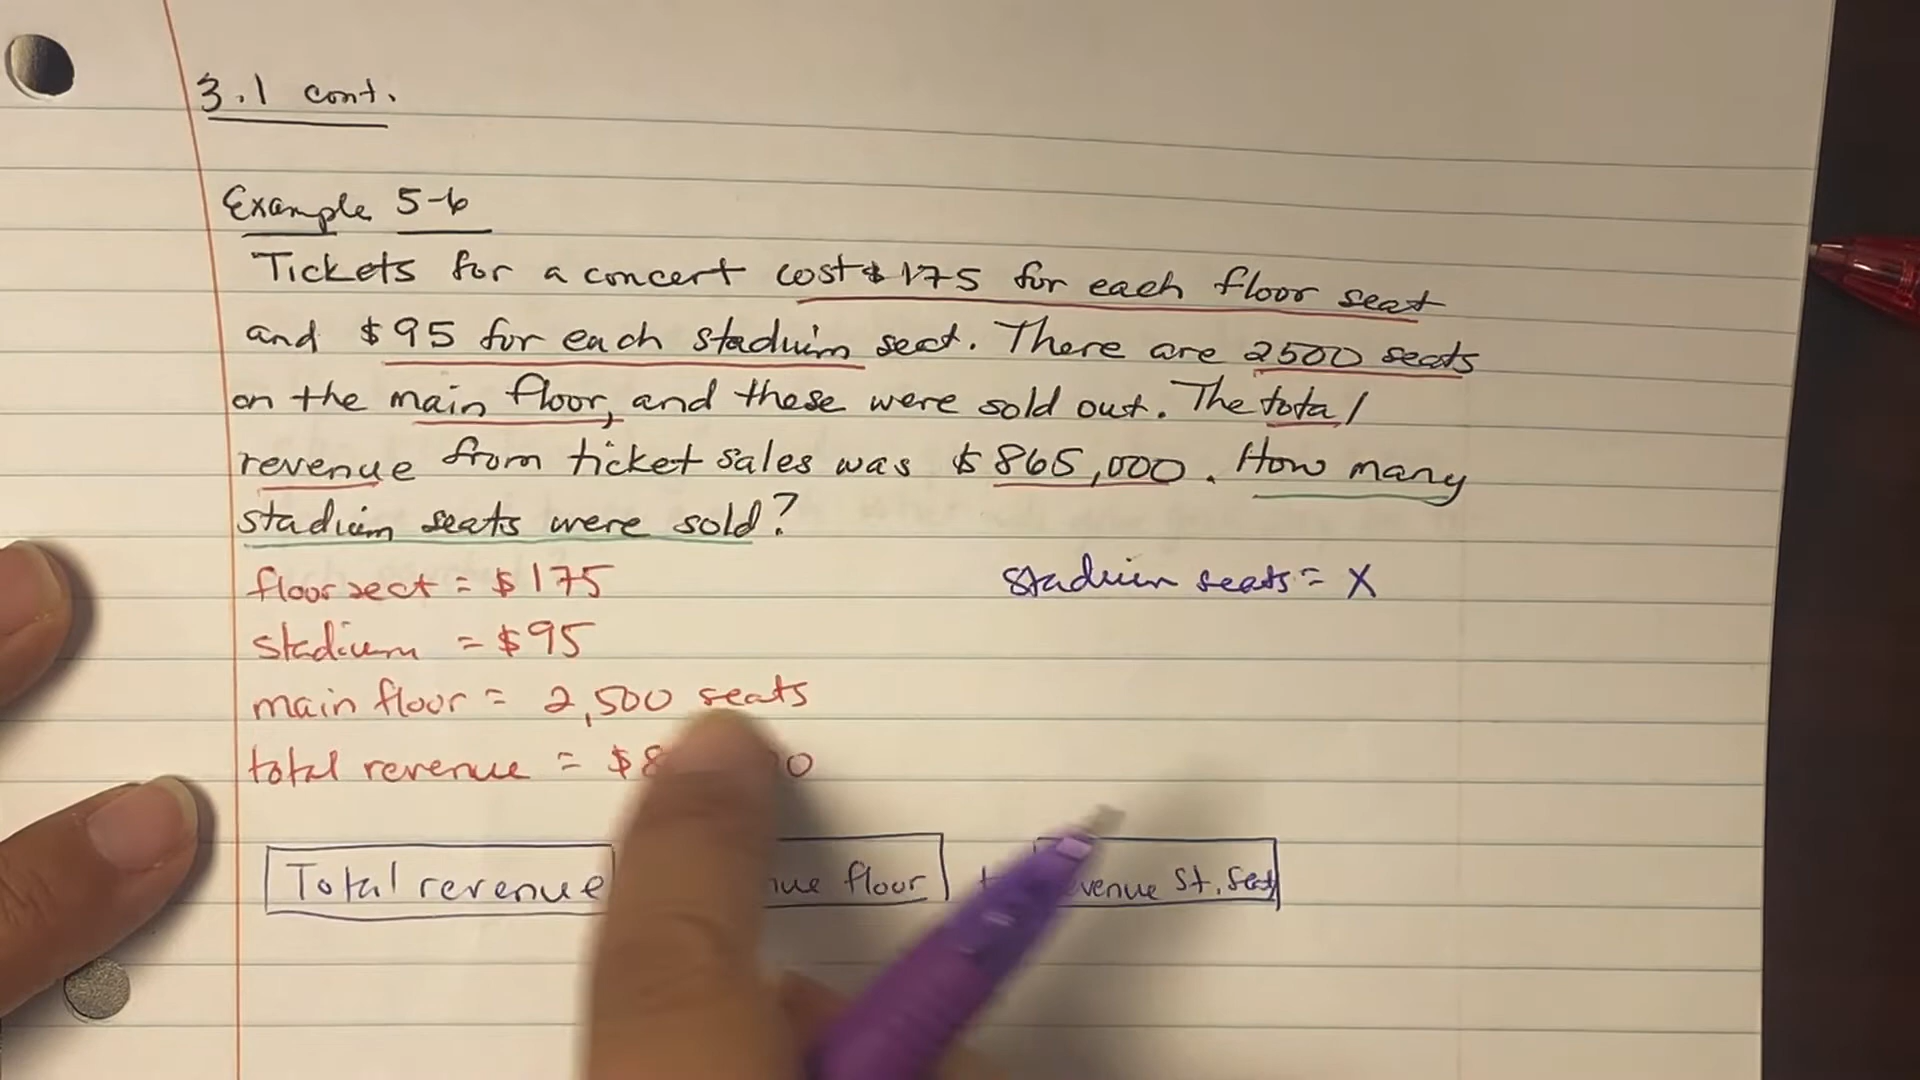 3.1 cont.
Example 5-6
Tickets for a concert cost $175 for each floor seat
and $95 for each stadium seat. There are 2500 seats
on the main floor, and these were sold out. The total
revenue from ticket sales was $865,000. How many
stadium seats were sold?
floor seat = $175
stadium seats = X
stadium = $95
main floor = 2,500 seats
total revenue = $8
Total revenue floor St. Seat